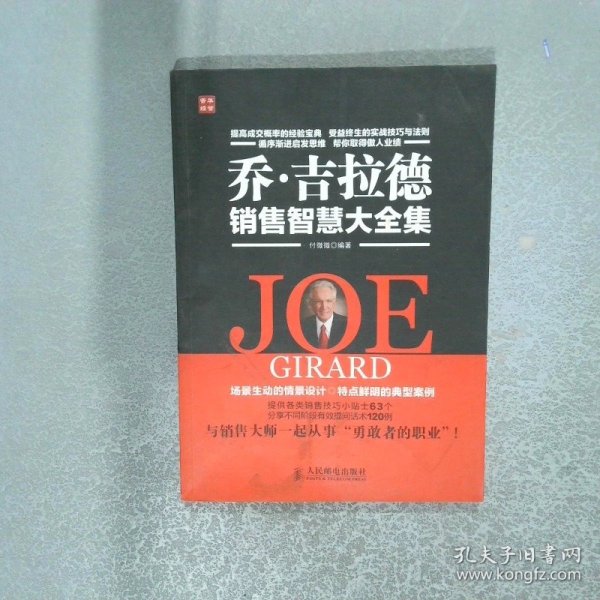 提高成交概率的经验宝典 受益终生的实战技巧与法则
循序渐进启发思维 帮你取得傲人业绩
乔·吉拉德
销售智慧大全集
付微微◎编著
JOE
GIRARD
场景生动的情景设计◎特点鲜明的典型案例
提供各类销售技巧小贴士63个
分享不同阶段有效提问话术120例
与销售大师一起从事“勇敢者的职业”！
人民邮电出版社
POSTS & TELECOM PRESS
孔夫子旧书网
www.kongfz.com